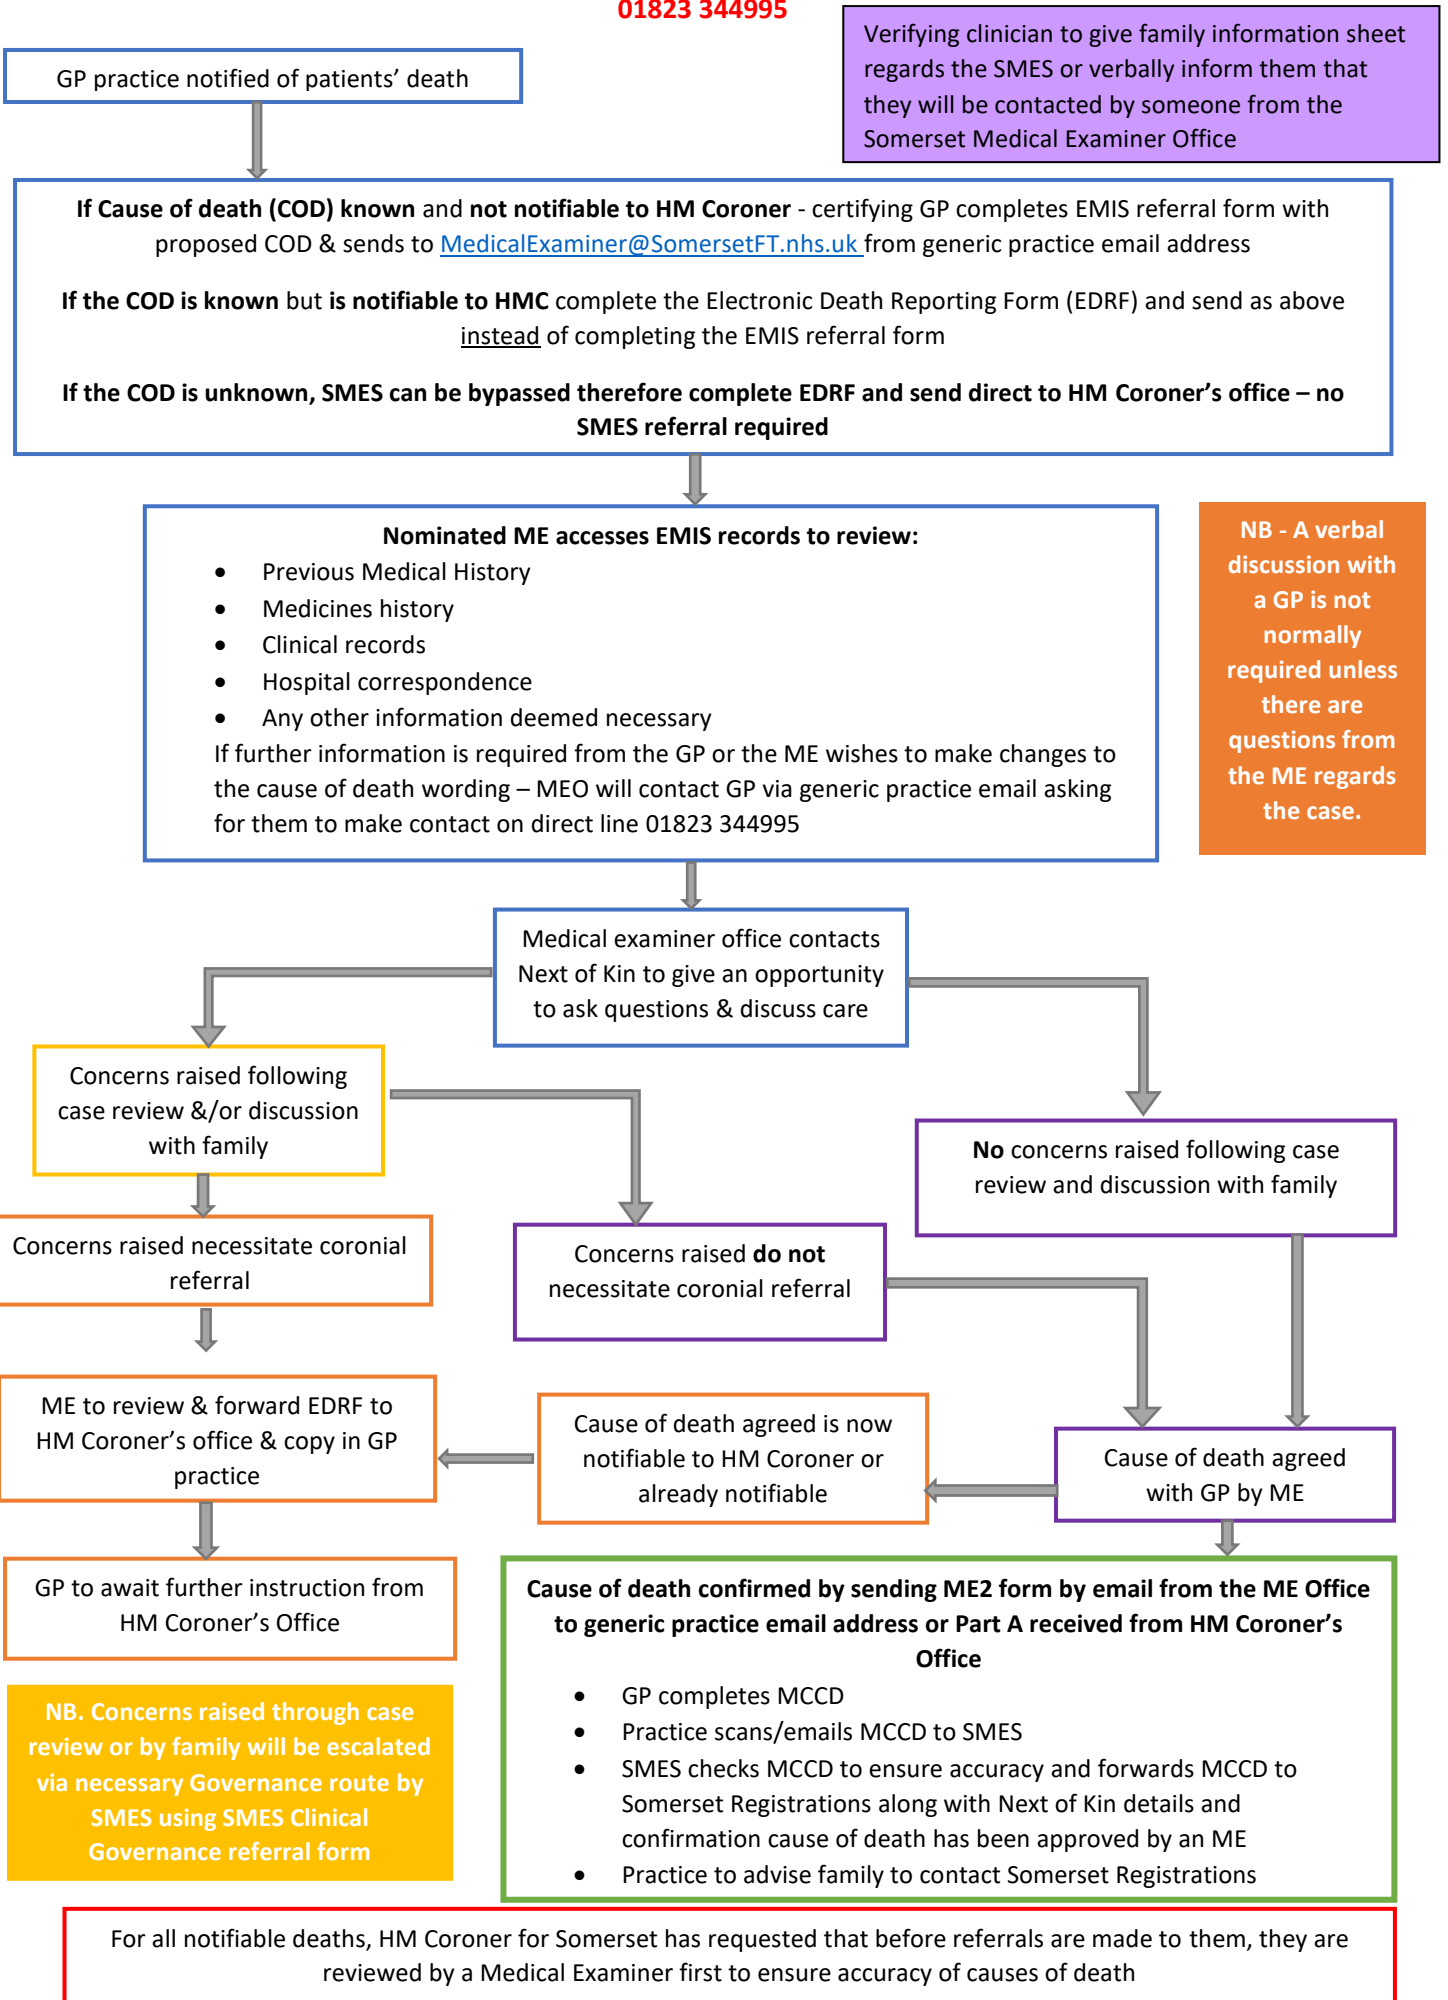 01823 344995
Verifying clinician to give family information sheet
regards the SMES or verbally inform them that
they will be contacted by someone from the
Somerset Medical Examiner Office
GP practice notified of patients’ death
If Cause of death (COD) known and not notifiable to HM Coroner - certifying GP completes EMIS referral form with
proposed COD & sends to MedicalExaminer@SomersetFT.nhs.uk from generic practice email address
If the COD is known but is notifiable to HMC complete the Electronic Death Reporting Form (EDRF) and send as above
instead of completing the EMIS referral form
If the COD is unknown, SMES can be bypassed therefore complete EDRF and send direct to HM Coroner’s office – no
SMES referral required
Nominated ME accesses EMIS records to review:
• Previous Medical History
• Medicines history
• Clinical records
• Hospital correspondence
• Any other information deemed necessary
If further information is required from the GP or the ME wishes to make changes to
the cause of death wording – MEO will contact GP via generic practice email asking
for them to make contact on direct line 01823 344995
NB - A verbal
discussion with
a GP is not
normally
required unless
there are
questions from
the ME regards
the case.
Medical examiner office contacts
Next of Kin to give an opportunity
to ask questions & discuss care
Concerns raised following
case review &/or discussion
with family
No concerns raised following case
review and discussion with family
Concerns raised necessitate coronial
referral
Concerns raised do not
necessitate coronial referral
ME to review & forward EDRF to
HM Coroner’s office & copy in GP
practice
Cause of death agreed is now
notifiable to HM Coroner or
already notifiable
Cause of death agreed
with GP by ME
GP to await further instruction from
HM Coroner’s Office
Cause of death confirmed by sending ME2 form by email from the ME Office
to generic practice email address or Part A received from HM Coroner’s
Office
• GP completes MCCD
• Practice scans/emails MCCD to SMES
• SMES checks MCCD to ensure accuracy and forwards MCCD to
Somerset Registrations along with Next of Kin details and
confirmation cause of death has been approved by an ME
• Practice to advise family to contact Somerset Registrations
NB. Concerns raised through case
review or by family will be escalated
via necessary Governance route by
SMES using SMES Clinical
Governance referral form
For all notifiable deaths, HM Coroner for Somerset has requested that before referrals are made to them, they are
reviewed by a Medical Examiner first to ensure accuracy of causes of death